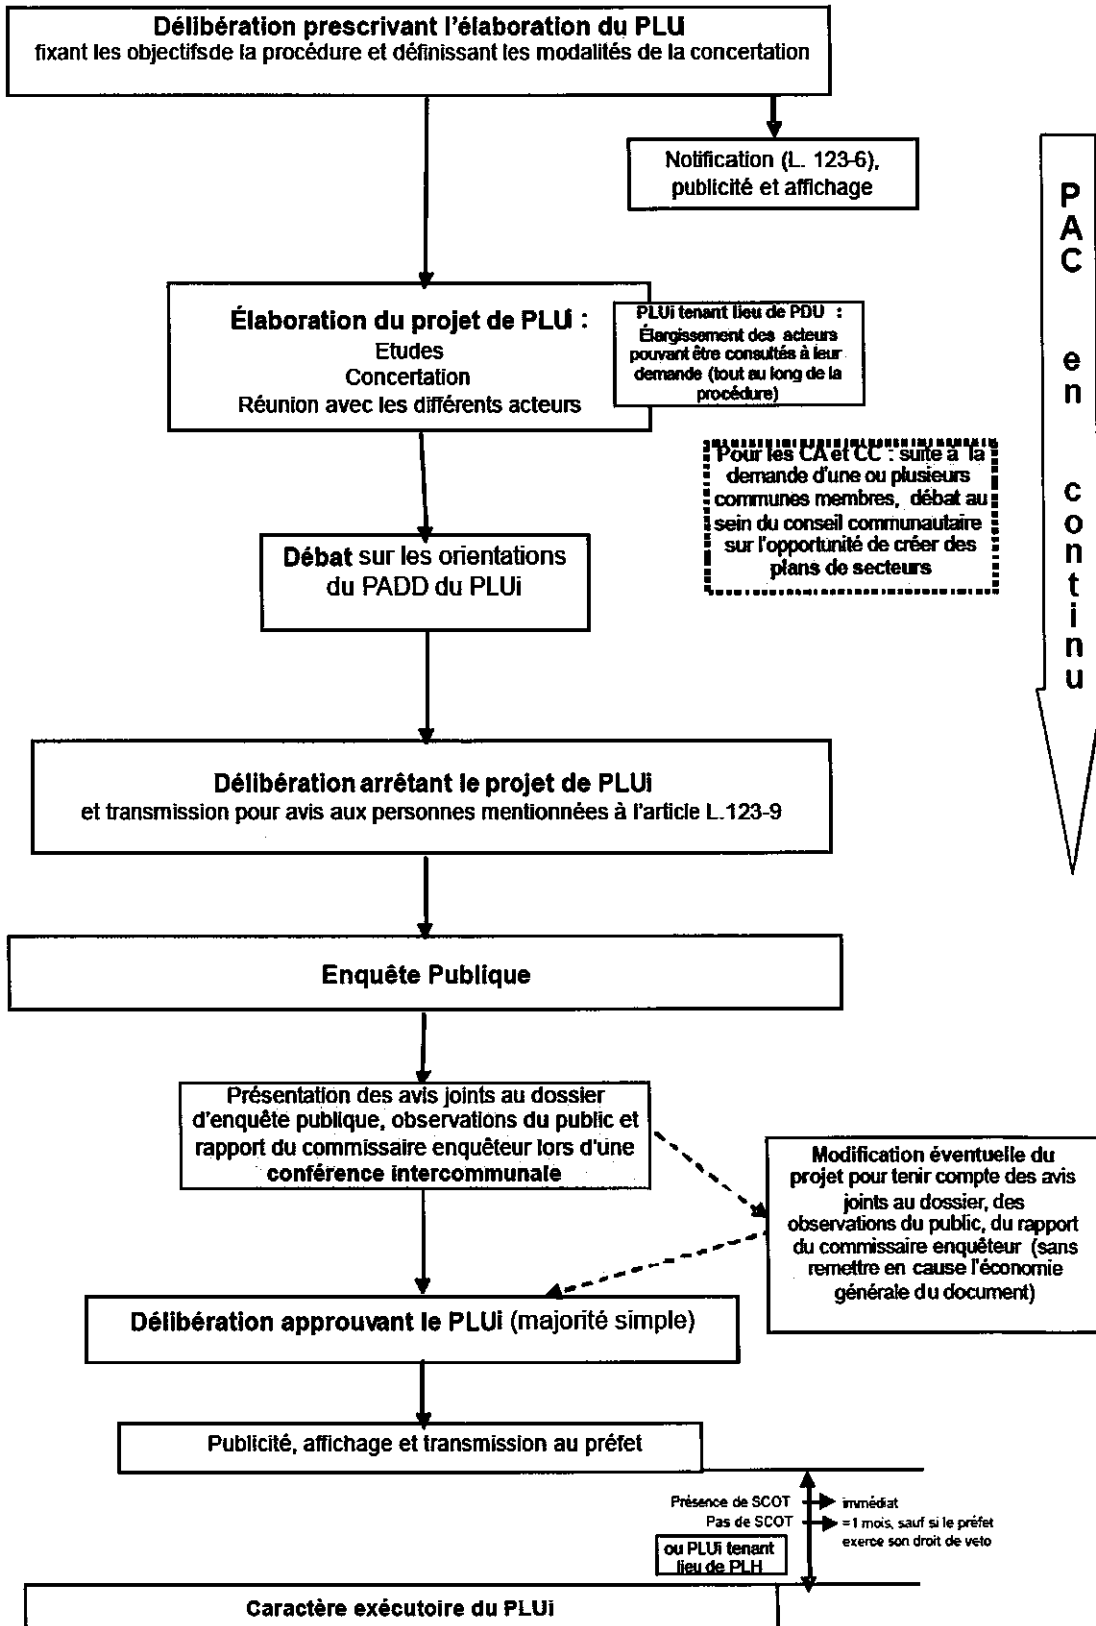 Délibération prescrivant l'élaboration du PLUi
fixant les objectifsde la procédure et définissant les modalités de la concertation
Notification (L. 123-6),
publicité et affichage
PAC en continu
Élaboration du projet de PLUi :
Etudes
Concertation
Réunion avec les différents acteurs
PLUi tenant lieu de PDU :
Élargissement des acteurs
pouvant être consultés à leur
demande (tout au long de la
procédure)
Pour les CA et CC : suite à la
demande d'une ou plusieurs
communes membres, débat au
sein du conseil communautaire
sur l'opportunité de créer des
plans de secteurs
Débat sur les orientations
du PADD du PLUi
Délibération arrêtant le projet de PLUi
et transmission pour avis aux personnes mentionnées à l'article L.123-9
Enquête Publique
Présentation des avis joints au dossier
d'enquête publique, observations du public et
rapport du commissaire enquêteur lors d'une
conférence intercommunale
Modification éventuelle du
projet pour tenir compte des avis
joints au dossier, des
observations du public, du rapport
du commissaire enquêteur (sans
remettre en cause l'économie
générale du document)
Délibération approuvant le PLUi (majorité simple)
Publicité, affichage et transmission au préfet
Présence de SCOT
immédiat
Pas de SCOT
=1 mois, sauf si le préfet
exerce son droit de veto
ou PLUi tenant
lieu de PLH
Caractère exécutoire du PLUi